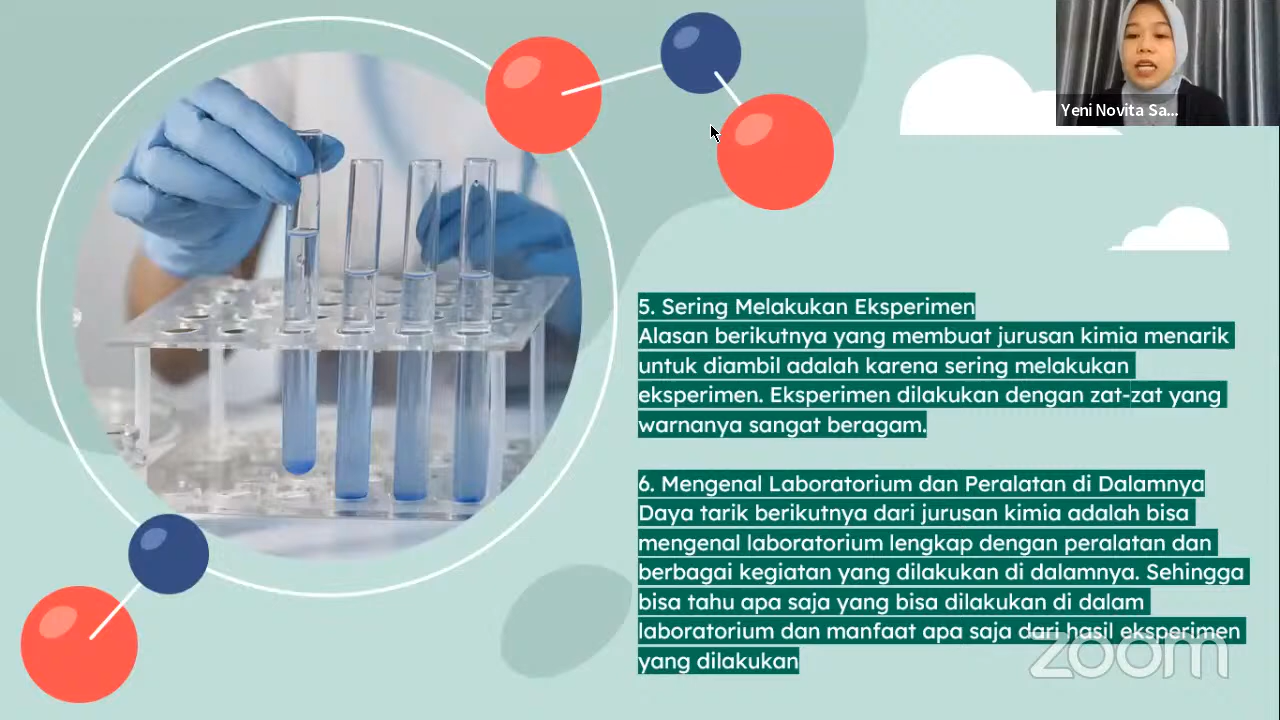 Yeni Novita Sa...
5. Sering Melakukan Eksperimen
Alasan berikutnya yang membuat jurusan kimia menarik
untuk diambil adalah karena sering melakukan
eksperimen. Eksperimen dilakukan dengan zat-zat yang
warnanya sangat beragam.
6. Mengenal Laboratorium dan Peralatan di Dalamnya
Daya tarik berikutnya dari jurusan kimia adalah bisa
mengenal laboratorium lengkap dengan peralatan dan
berbagai kegiatan yang dilakukan di dalamnya. Sehingga
bisa tahu apa saja yang bisa dilakukan di dalam
laboratorium dan manfaat apa saja dari hasil eksperimen
yang dilakukan
zoom